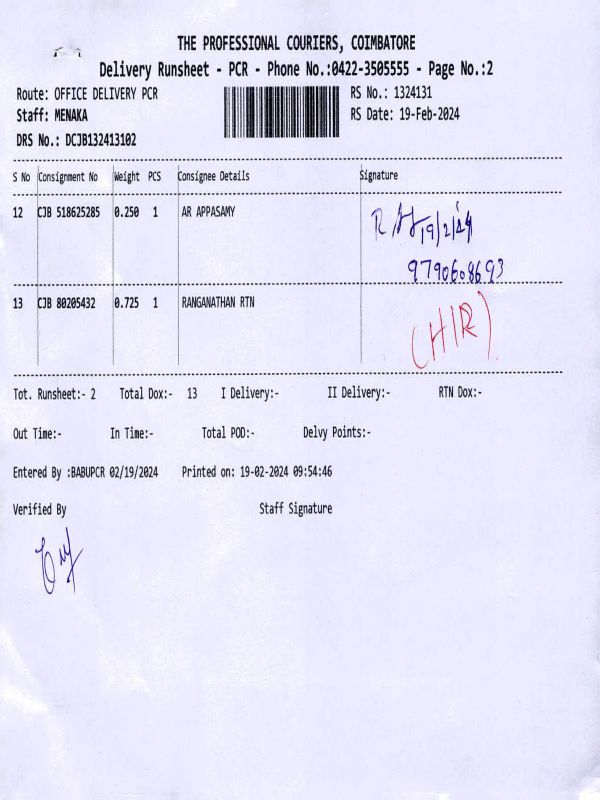 THE PROFESSIONAL COURIERS, COIMBATORE
Delivery Runsheet - PCR - Phone No.:0422-3505555 - Page No.:2
Route: OFFICE DELIVERY PCR RS No.: 1324131
Staff: MENAKA RS Date: 19-Feb-2024
DRS No.: DCJB132413102
S No Consignment No Weight PCS Consignee Details Signature
12 CJB 518625285 0.250 1 AR APPASAMY
19/2/24
9790608693
13 CJB 80205432 0.725 1 RANGANATHAN RTN
(H/R)
Tot. Runsheet:- 2 Total Dox:- 13 I Delivery:- II Delivery:- RTN Dox:-
Out Time:- In Time:- Total POD:- Delvy Points:-
Entered By :BABUPCR 02/19/2024 Printed on: 19-02-2024 09:54:46
Verified By Staff Signature